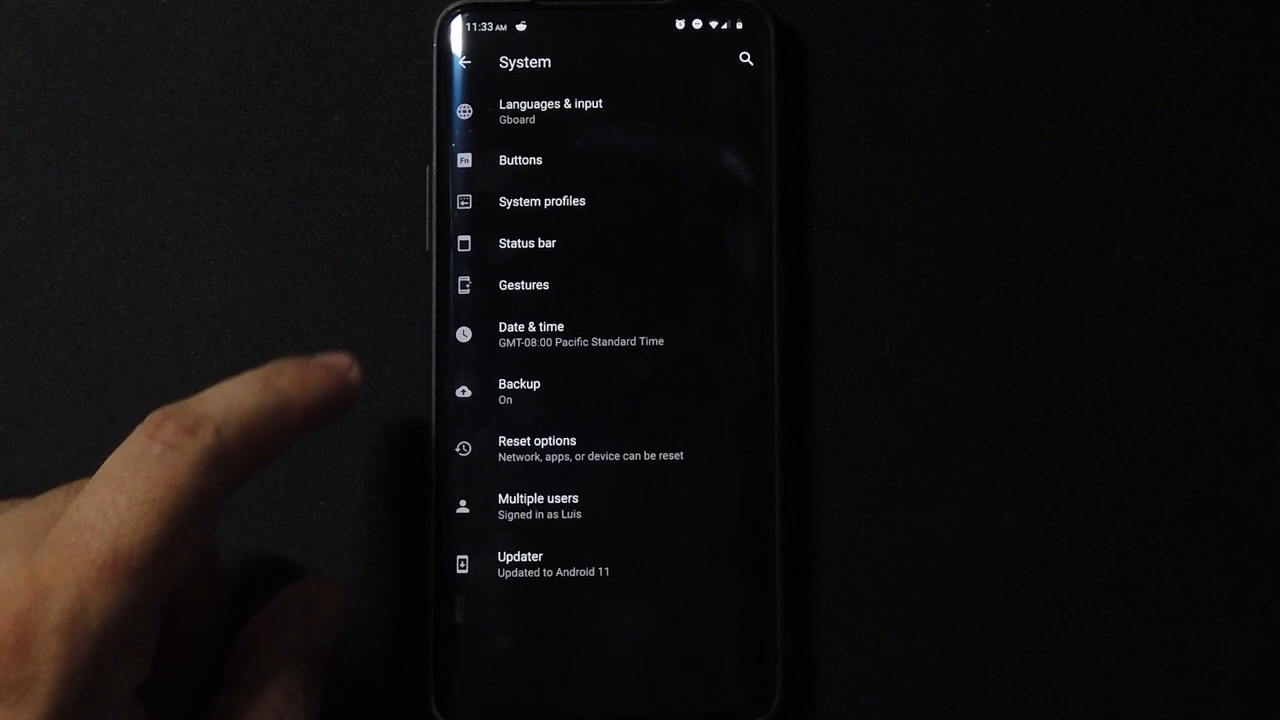 11:33 AM
System
Languages & input
Gboard
Fn
Buttons
System profiles
Status bar
Gestures
Date & time
GMT-08:00 Pacific Standard Time
Backup
On
Reset options
Network, apps, or device can be reset
Multiple users
Signed in as Luis
Updater
Updated to Android 11